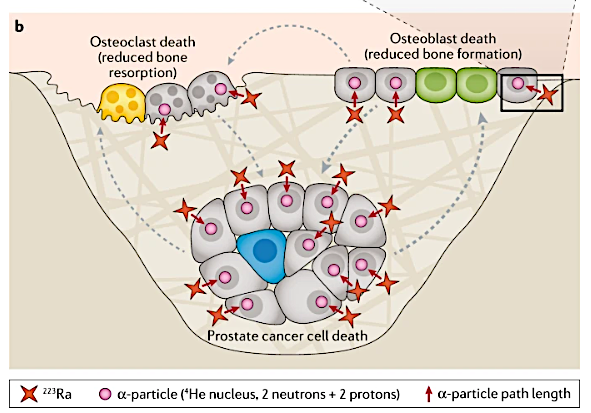 b
Osteoclast death
(reduced bone
resorption)
Osteoblast death
(reduced bone formation)
Prostate cancer cell death
²²³Ra
α-particle (⁴He nucleus, 2 neutrons + 2 protons)
α-particle path length